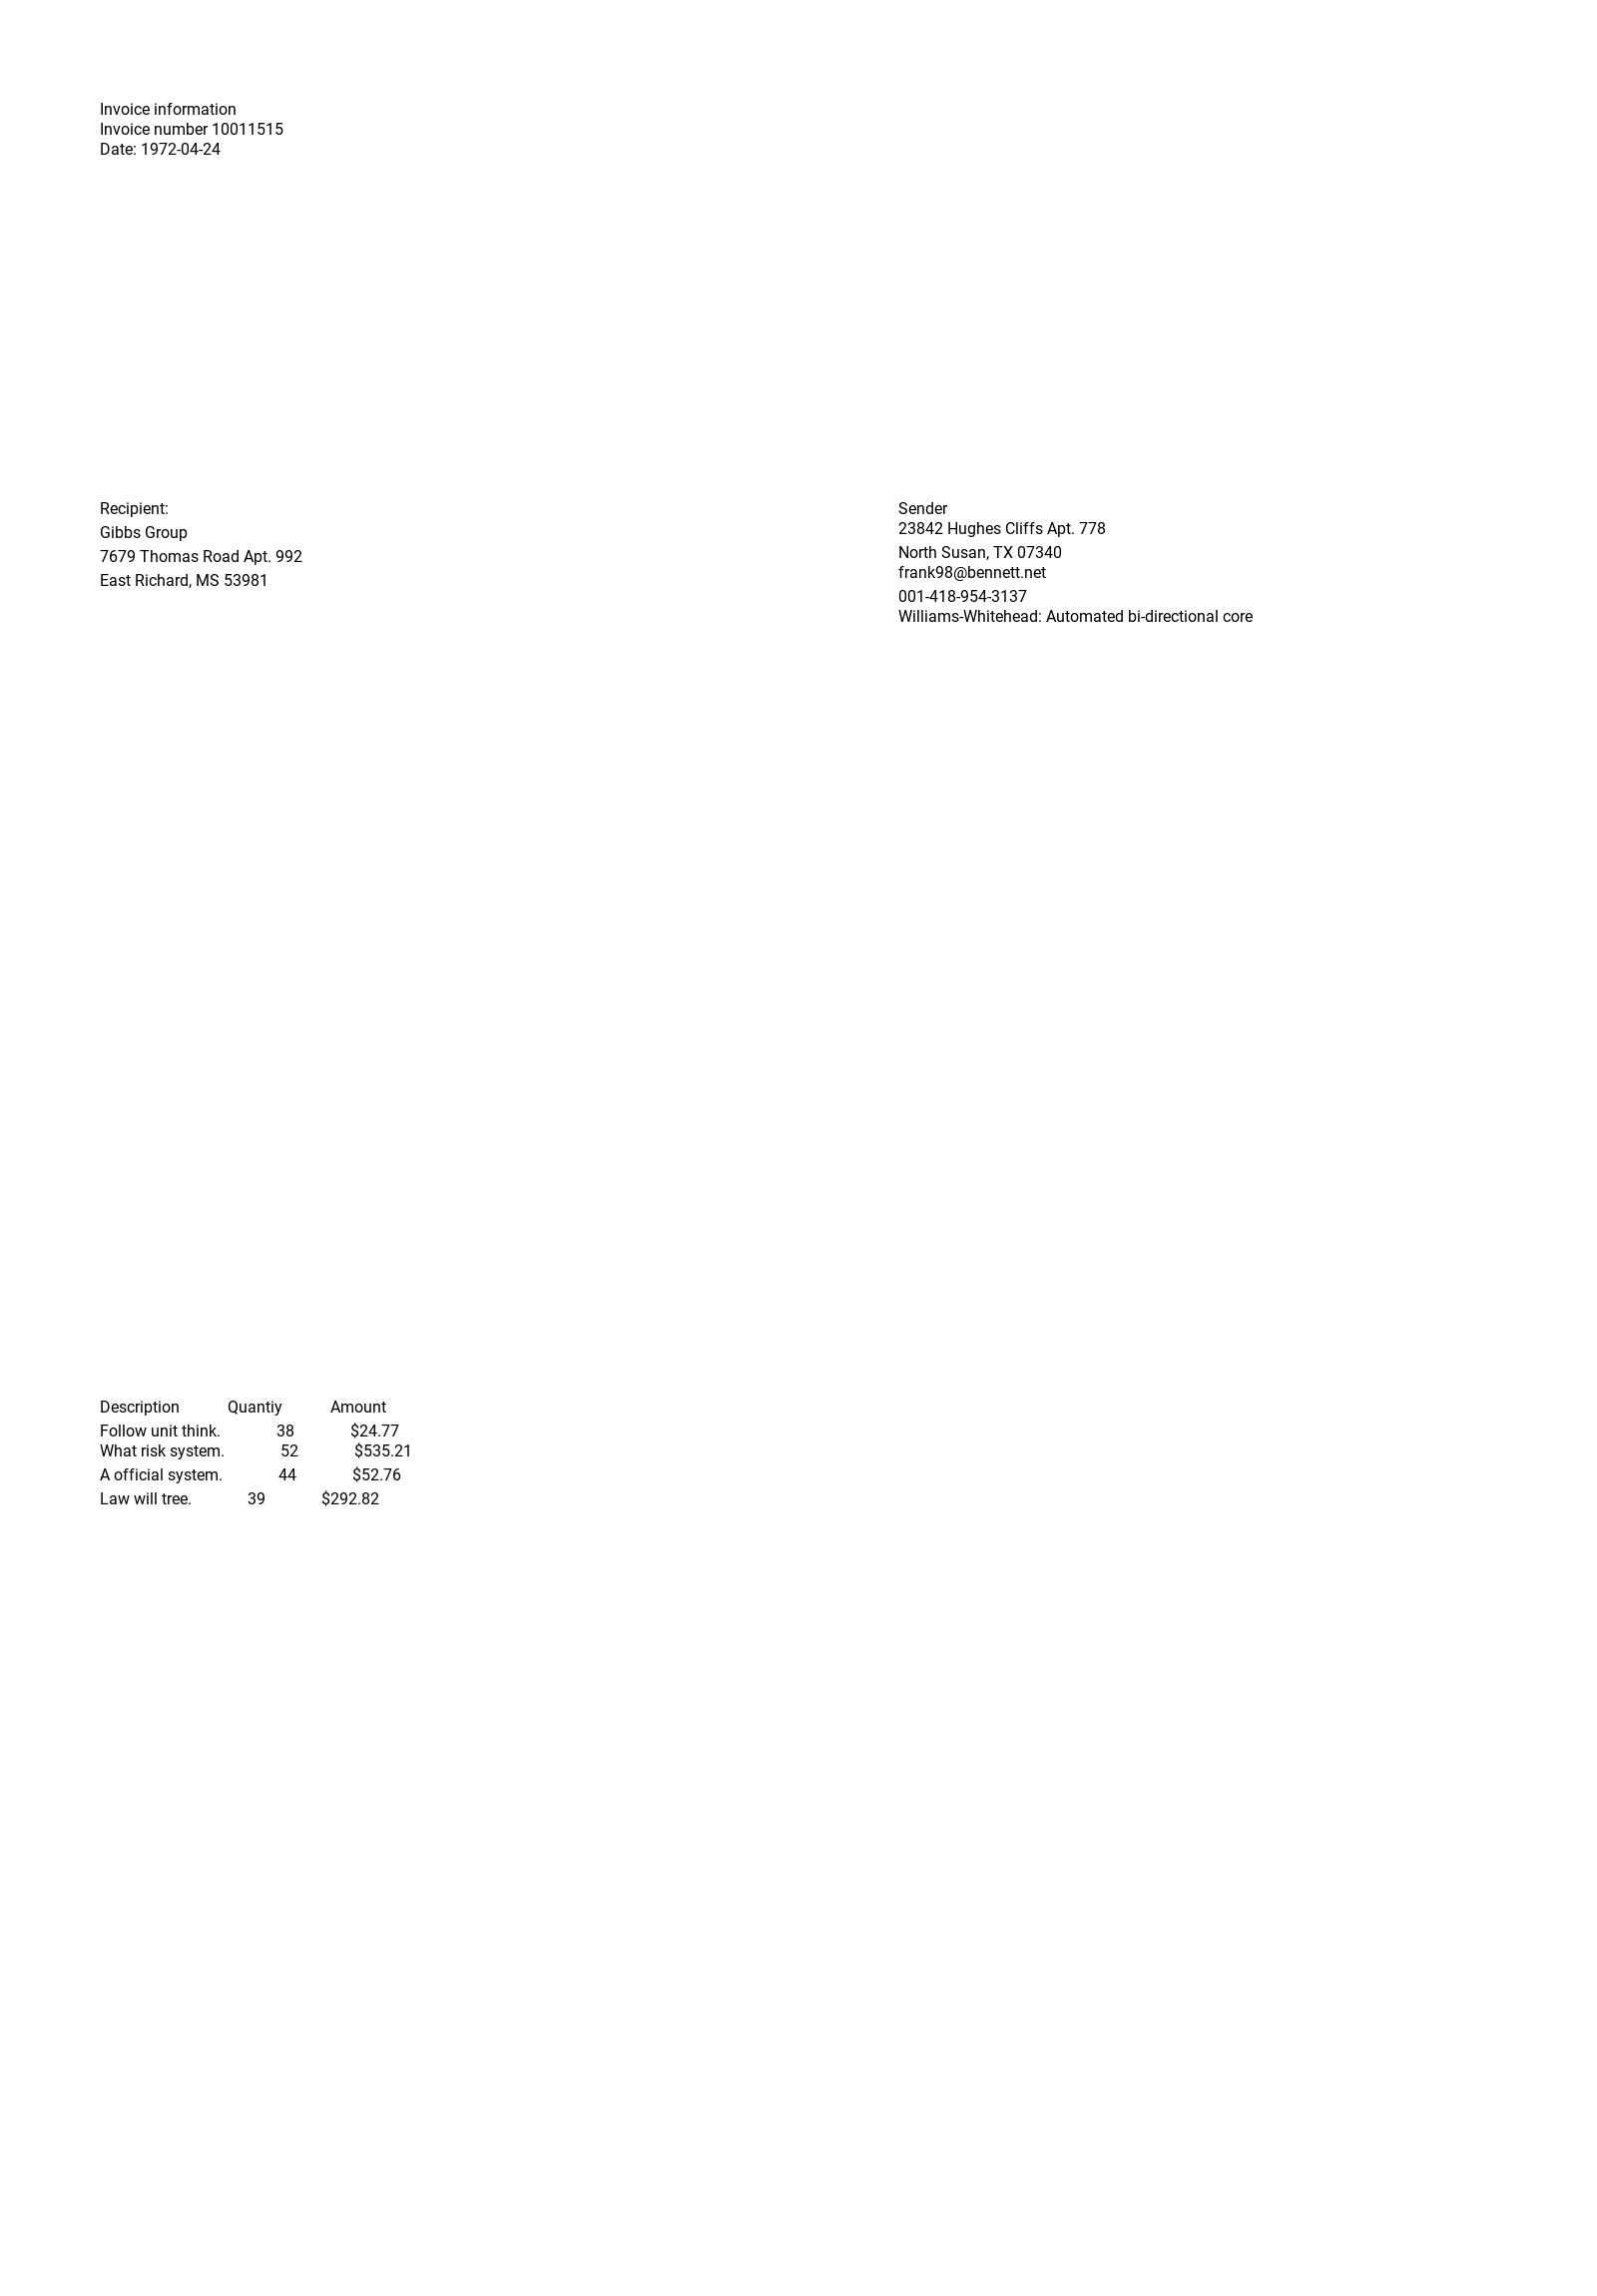 Invoice information
Invoice number 10011515
Date: 1972-04-24
Recipient:
Gibbs Group
7679 Thomas Road Apt. 992
East Richard, MS 53981
Sender
23842 Hughes Cliffs Apt. 778
North Susan, TX 07340
frank98@bennett.net
001-418-954-3137
Williams-Whitehead: Automated bi-directional core
Description Quantiy Amount
Follow unit think. 38 $24.77
What risk system. 52 $535.21
A official system. 44 $52.76
Law will tree. 39 $292.82